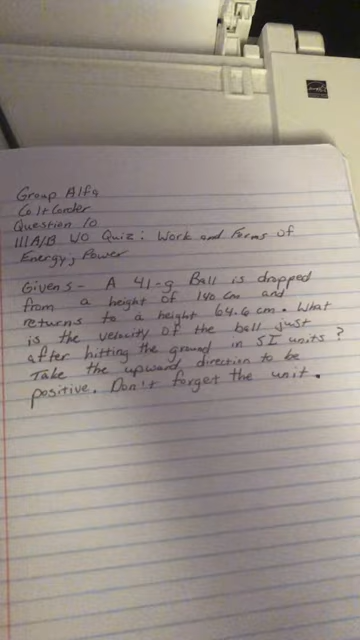 Group Alfa
Colt Corder
Question 10
111A/B UO Quiz: Work and Forms of
Energy; Power
Givens- A 41-g Ball is dropped
from a height of 140 cm and
returns to a height 64.6 cm. What
is the velocity of the ball just
after hitting the ground in SI units?
Take the upward direction to be
positive. Don't forget the unit.